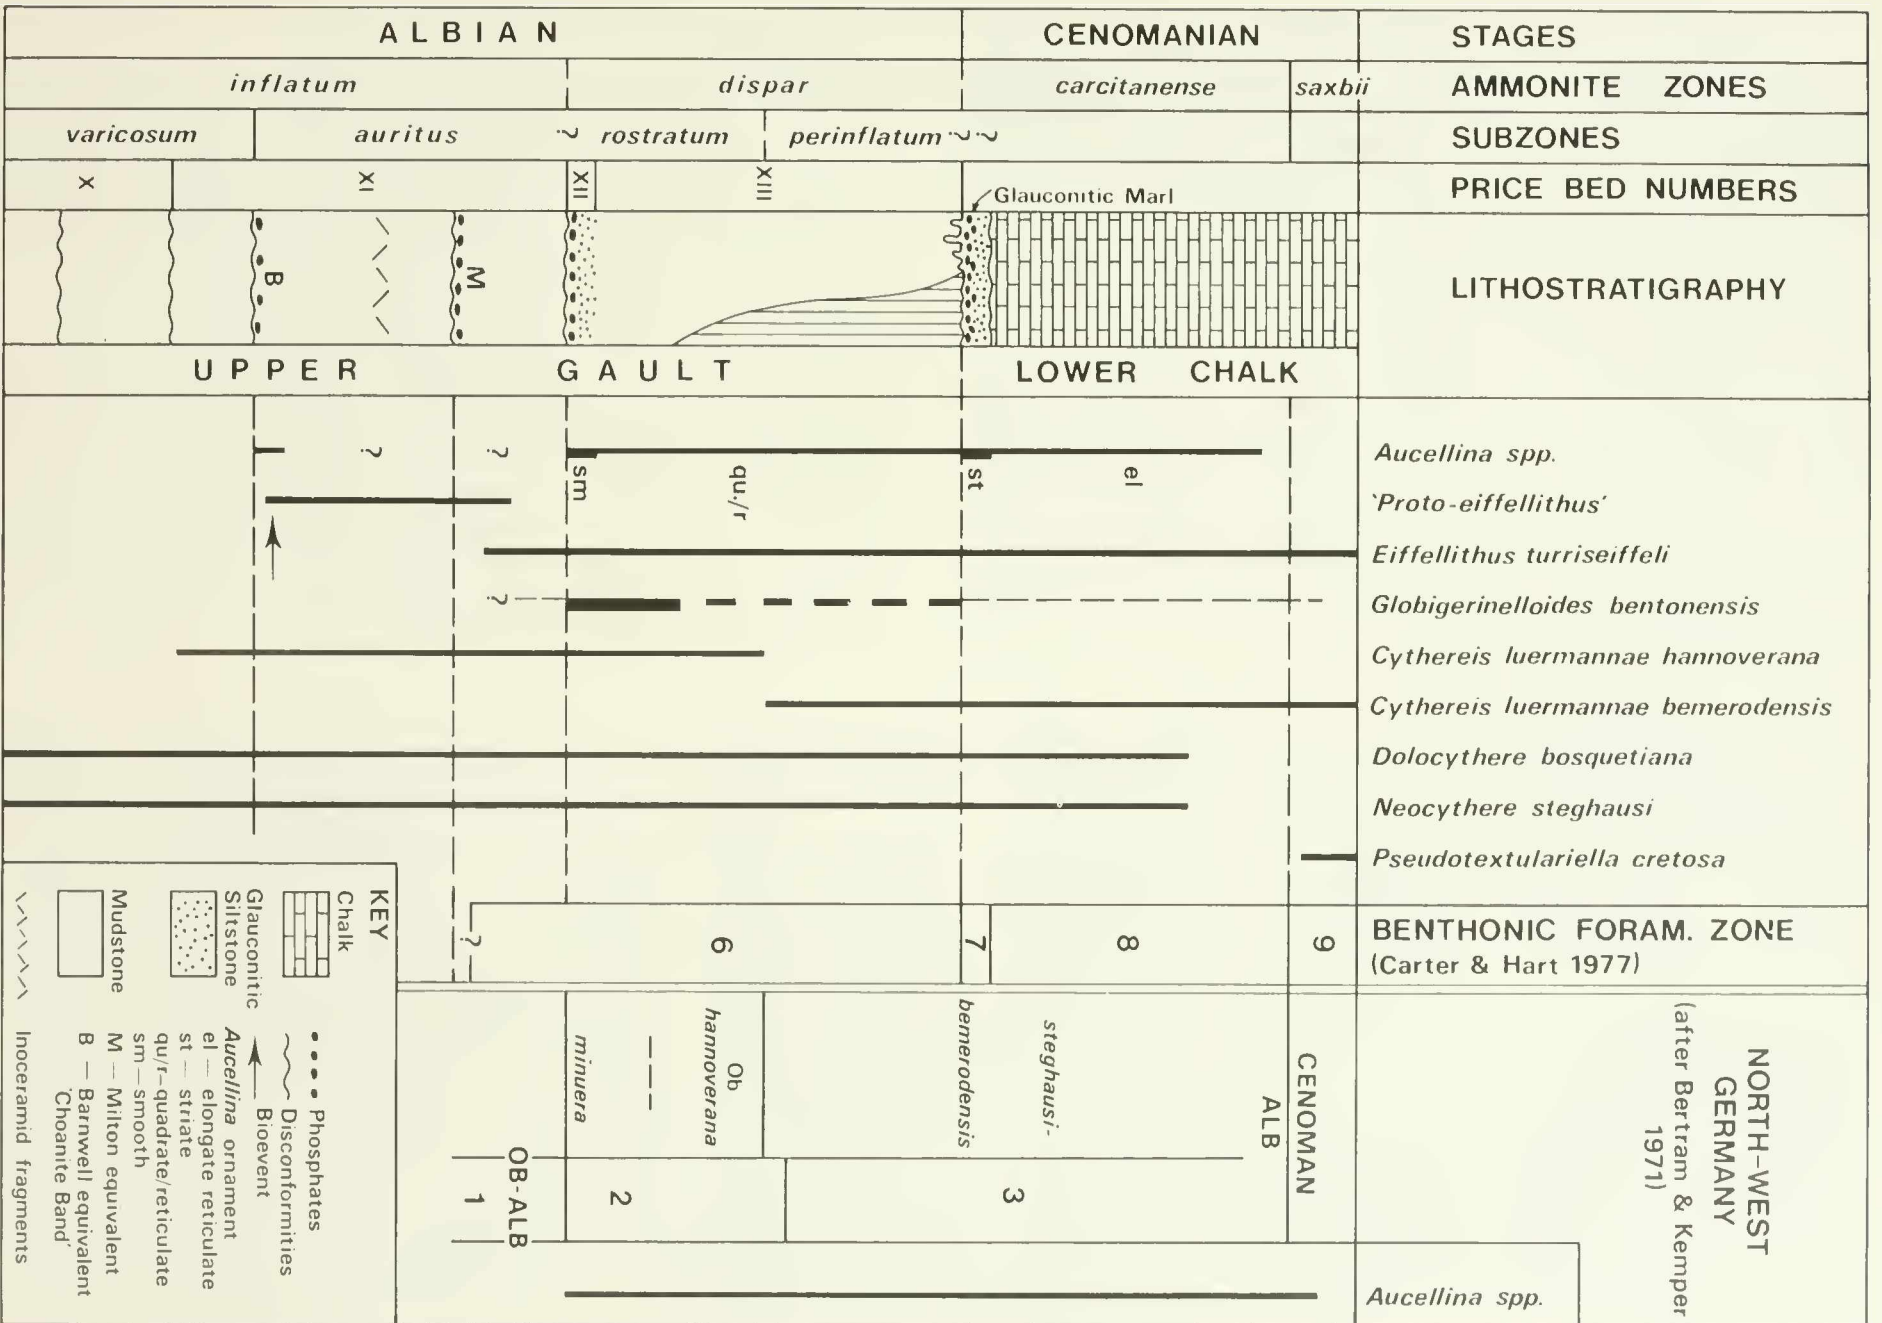 ALBIAN CENOMANIAN STAGES
inflatum dispar carcitanense saxbii AMMONITE ZONES
varicosum auritus ? rostratum perinflatum ? ? SUBZONES
X XI XII XIII PRICE BED NUMBERS
Glauconitic Marl
B M LITHOSTRATIGRAPHY
UPPER GAULT LOWER CHALK
? ? Aucellina spp.
sm qu./r st el
'Proto-eiffellithus'
Eiffellithus turriseiffeli
? Globigerinelloides bentonensis
Cythereis luermannae hannoverana
Cythereis luermannae bemerodensis
Dolocythere bosquetiana
Neocythere steghausi
Pseudotextulariella cretosa
? 6 7 8 9 BENTHONIC FORAM. ZONE
(Carter & Hart 1977)
NORTH-WEST
GERMANY
(after Bertram & Kemper
1971)
CENOMAN
ALB
steghausi-
bemerodensis
Ob
hannoverana
minuera
OB-ALB
1 2 3
Aucellina spp.
KEY
Chalk
Glauconitic
Siltstone
Mudstone
Inoceramid fragments
Phosphates
Disconformities
Bioevent
Aucellina ornament
el — elongate reticulate
st — striate
qu/r-quadrate/reticulate
sm — smooth
M — Milton equivalent
B — Barnwell equivalent
'Choanite Band'